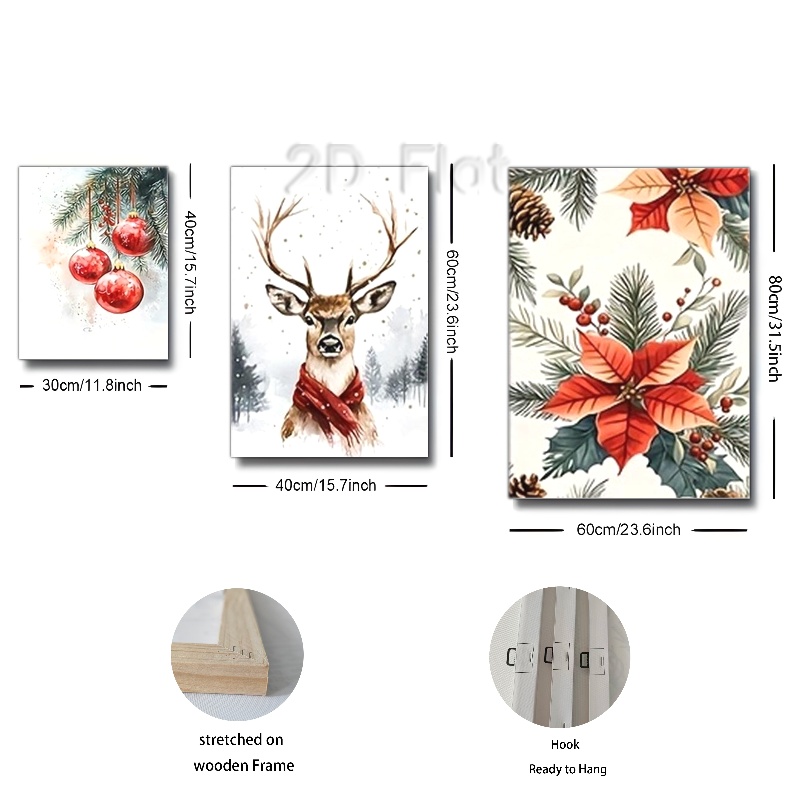 2D Flat
40cm/15.7inch
30cm/11.8inch
60cm/23.6inch
40cm/15.7inch
80cm/31.5inch
60cm/23.6inch
stretched on
wooden Frame
Hook
Ready to Hang